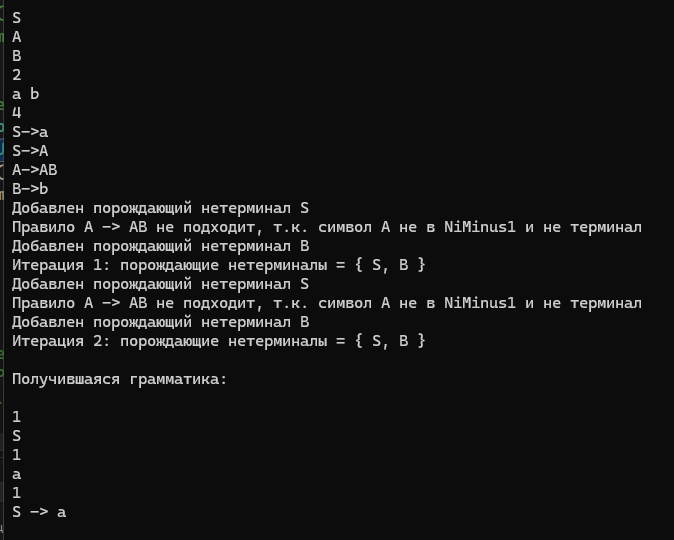 S
A
B
2
a b
4
S->a
S->A
A->AB
B->b
Добавлен порождающий нетерминал S
Правило A -> AB не подходит, т.к. символ A не в NiMinus1 и не терминал
Добавлен порождающий нетерминал B
Итерация 1: порождающие нетерминалы = { S, B }
Добавлен порождающий нетерминал S
Правило A -> AB не подходит, т.к. символ A не в NiMinus1 и не терминал
Добавлен порождающий нетерминал B
Итерация 2: порождающие нетерминалы = { S, B }
Получившаяся грамматика:
1
S
1
a
1
S -> a